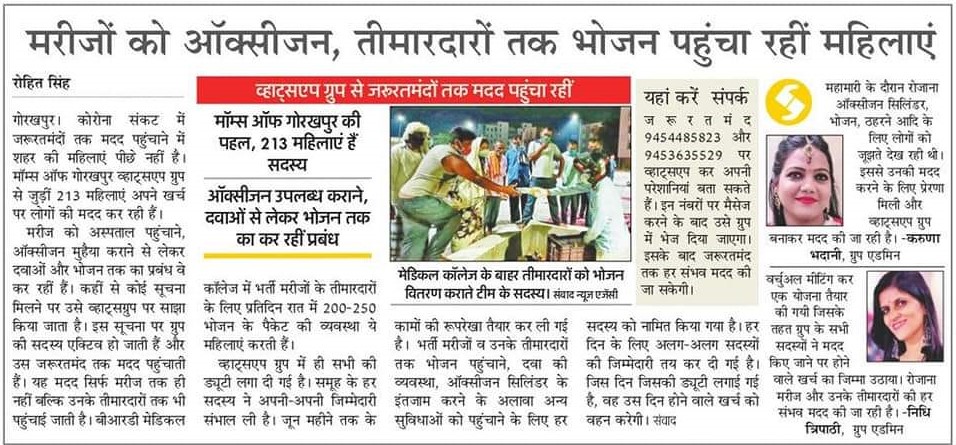 मरीजों को ऑक्सीजन, तीमारदारों तक भोजन पहुंचा रहीं महिलाएं
रोहित सिंह
गोरखपुर। कोरोना संकट में
जरूरतमंदों तक मदद पहुंचाने में
शहर की महिलाएं पीछे नहीं है।
मॉम्स ऑफ गोरखपुर व्हाट्सएप ग्रुप
से जुड़ीं 213 महिलाएं अपने खर्च
पर लोगों की मदद कर रही हैं।
मरीज को अस्पताल पहुंचाने,
ऑक्सीजन मुहैया कराने से लेकर
दवाओं और भोजन तक का प्रबंध वे
कर रहीं हैं। कहीं से कोई सूचना
मिलने पर उसे व्हाट्सग्रुप पर साझा
किया जाता है। इस सूचना पर ग्रुप
की सदस्य एक्टिव हो जाती हैं और
उस जरूरतमंद तक मदद पहुंचाती
हैं। यह मदद सिर्फ मरीज तक ही
नहीं बल्कि उनके तीमारदारों तक भी
पहुंचाई जाती है। बीआरडी मेडिकल
व्हाट्सएप ग्रुप से जरूरतमंदों तक मदद पहुंचा रहीं
मॉम्स ऑफ गोरखपुर की
पहल, 213 महिलाएं हैं
सदस्य
ऑक्सीजन उपलब्ध कराने,
दवाओं से लेकर भोजन तक
का कर रहीं प्रबंध
मेडिकल कॉलेज के बाहर तीमारदारों को भोजन
वितरण कराते टीम के सदस्य। संवाद न्यूज एजेंसी
कॉलेज में भर्ती मरीजों के तीमारदारों
के लिए प्रतिदिन रात में 200-250
भोजन के पैकेट की व्यवस्था ये
महिलाएं करती हैं।
व्हाट्सएप ग्रुप में ही सभी की
ड्यूटी लगा दी गई है। समूह के हर
सदस्य ने अपनी-अपनी जिम्मेदारी
संभाल ली है। जून महीने तक के
कामों की रूपरेखा तैयार कर ली गई
है। भर्ती मरीजों व उनके तीमारदारों
तक भोजन पहुंचाने, दवा की
व्यवस्था, ऑक्सीजन सिलिंडर के
इंतजाम करने के अलावा अन्य
सुविधाओं को पहुंचाने के लिए हर
सदस्य को नामित किया गया है। हर
दिन के लिए अलग-अलग सदस्यों
की जिम्मेदारी तय कर दी गई है।
जिस दिन जिसकी ड्यूटी लगाई गई
है, वह उस दिन होने वाले खर्च को
वहन करेगी। संवाद
यहां करें संपर्क
जरूरतमंद
9454485823 और
9453635529 पर
व्हाट्सएप कर अपनी
परेशानियां बता सकते
हैं। इन नंबरों पर मैसेज
करने के बाद उसे ग्रुप
में भेज दिया जाएगा।
इसके बाद जरूरतमंद
तक हर संभव मदद की
जा सकेगी।
महामारी के दौरान रोजाना
ऑक्सीजन सिलिंडर,
भोजन, ठहरने आदि के
लिए लोगों को
जूझते देख रही थी।
इससे उनकी मदद
करने के लिए प्रेरणा
मिली और
व्हाट्सएप ग्रुप
बनाकर मदद की जा रही है। -करुणा
भदानी, ग्रुप एडमिन
वर्चुअल मीटिंग कर
एक योजना तैयार
की गयी जिसके
तहत ग्रुप के सभी
सदस्यों ने मदद
किए जाने पर होने
वाले खर्च का जिम्मा उठाया। रोजाना
मरीज और उनके तीमारदारों को हर
संभव मदद की जा रही है।-निधि
त्रिपाठी, ग्रुप एडमिन